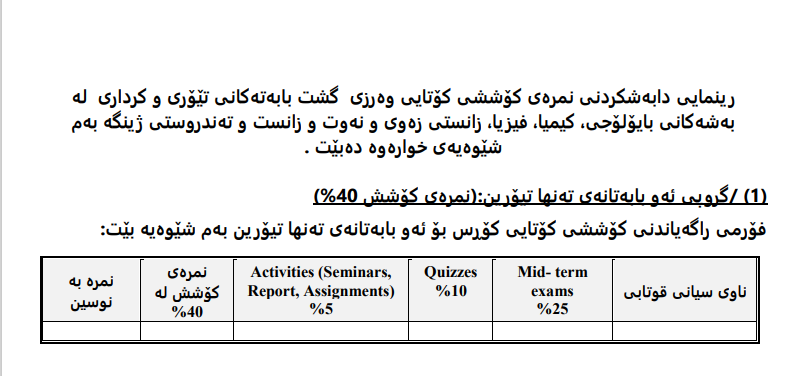 رینمایی دابەشکردنی نمرەی کۆششی کۆتایی وەرزی گشت بابەتەکانی تێۆری و کرداری لە
بەشەکانی بایۆلۆجی، کیمیا، فیزیا، زانستی زەوی و نەوت و زانست و تەندروستی ژینگە بەم
شێوەیەی خوارەوە دەبێت .
(1) /گروپی ئەو بابەتانەی تەنها تیۆرین:(نمرەی کۆشش 40%)
فۆرمی راگەیاندنی کۆششی کۆتایی کۆرس بۆ ئەو بابەتانەی تەنها تیۆرین بەم شێوەیە بێت:
ناوی سیانی قوتابی
Mid- term
exams
%25
Quizzes
%10
Activities (Seminars,
Report, Assignments)
%5
نمرەی
کۆشش لە
%40
نمرە بە
نوسین